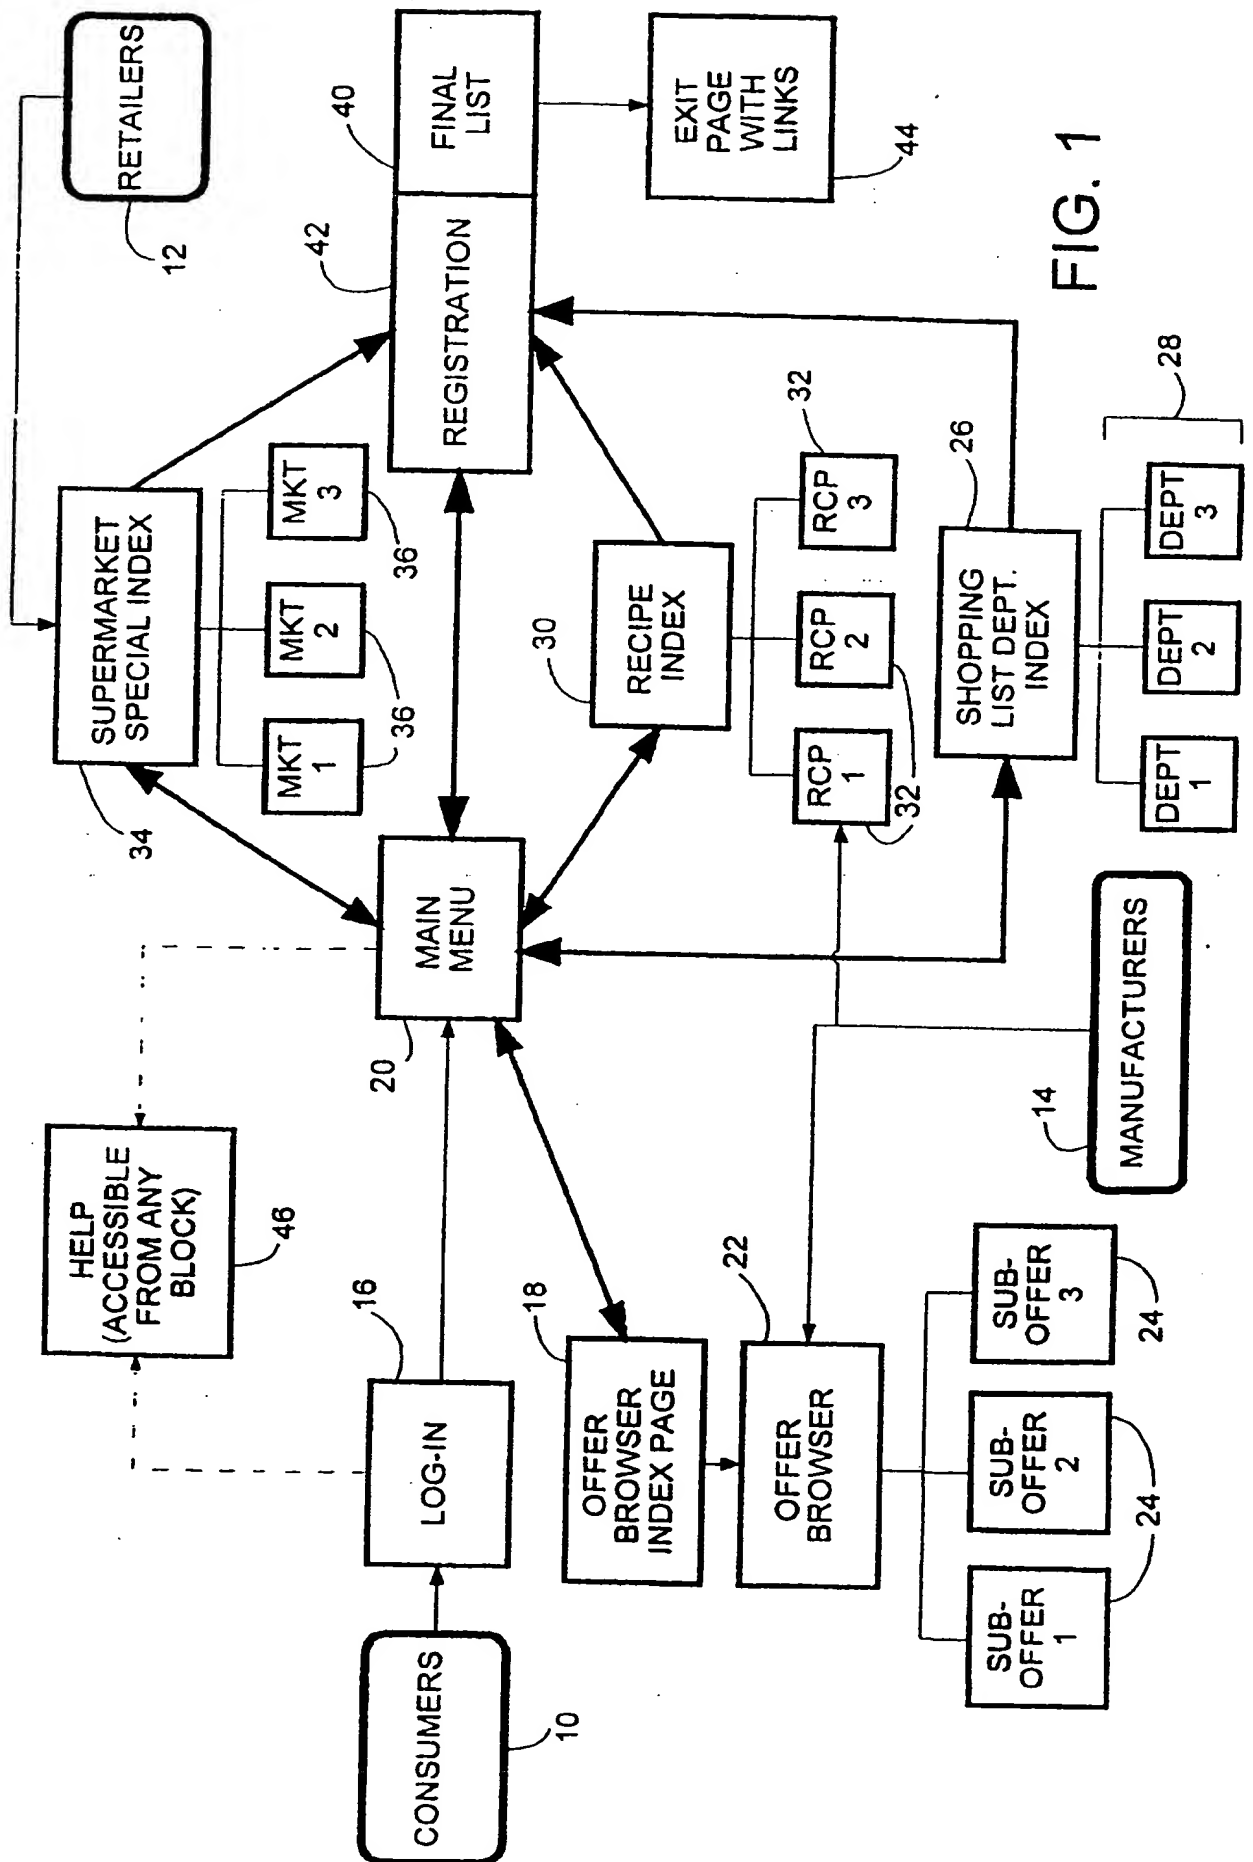 RETAILERS
12
SUPERMARKET
SPECIAL INDEX
34
MKT
1
MKT
2
MKT
3
36
36
HELP
(ACCESSIBLE
FROM ANY
BLOCK)
46
CONSUMERS
10
LOG-IN
16
MAIN
MENU
20
REGISTRATION
42
FINAL
LIST
40
EXIT
PAGE
WITH
LINKS
44
OFFER
BROWSER
INDEX PAGE
18
OFFER
BROWSER
22
SUB-
OFFER
1
SUB-
OFFER
2
SUB-
OFFER
3
24
24
RECIPE
INDEX
30
RCP
1
RCP
2
RCP
3
32
32
SHOPPING
LIST DEPT.
INDEX
26
DEPT
1
DEPT
2
DEPT
3
28
MANUFACTURERS
14
FIG. 1